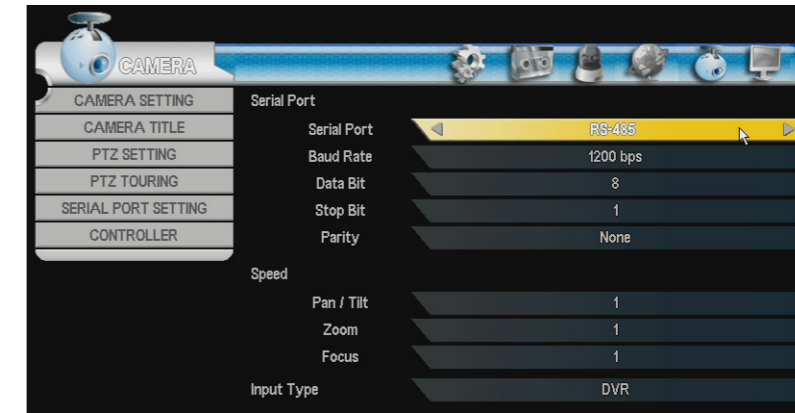 CAMERA
CAMERA SETTING
CAMERA TITLE
PTZ SETTING
PTZ TOURING
SERIAL PORT SETTING
CONTROLLER
Serial Port
Serial Port RS-485
Baud Rate 1200 bps
Data Bit 8
Stop Bit 1
Parity None
Speed
Pan / Tilt 1
Zoom 1
Focus 1
Input Type DVR